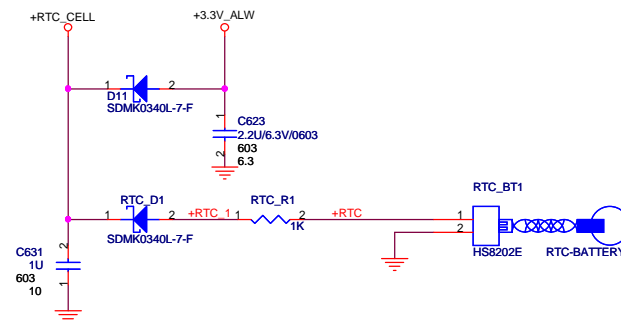 +RTC_CELL
+3.3V_ALW
1 2
D11
SDMK0340L-7-F
1
C623
2.2U/6.3V/0603
603
6.3
2
RTC_D1
1 2
SDMK0340L-7-F
+RTC_1
RTC_R1
1 2
1K
+RTC
RTC_BT1
1
2
HS8202E
RTC-BATTERY
2
C631
1U
603
10
1